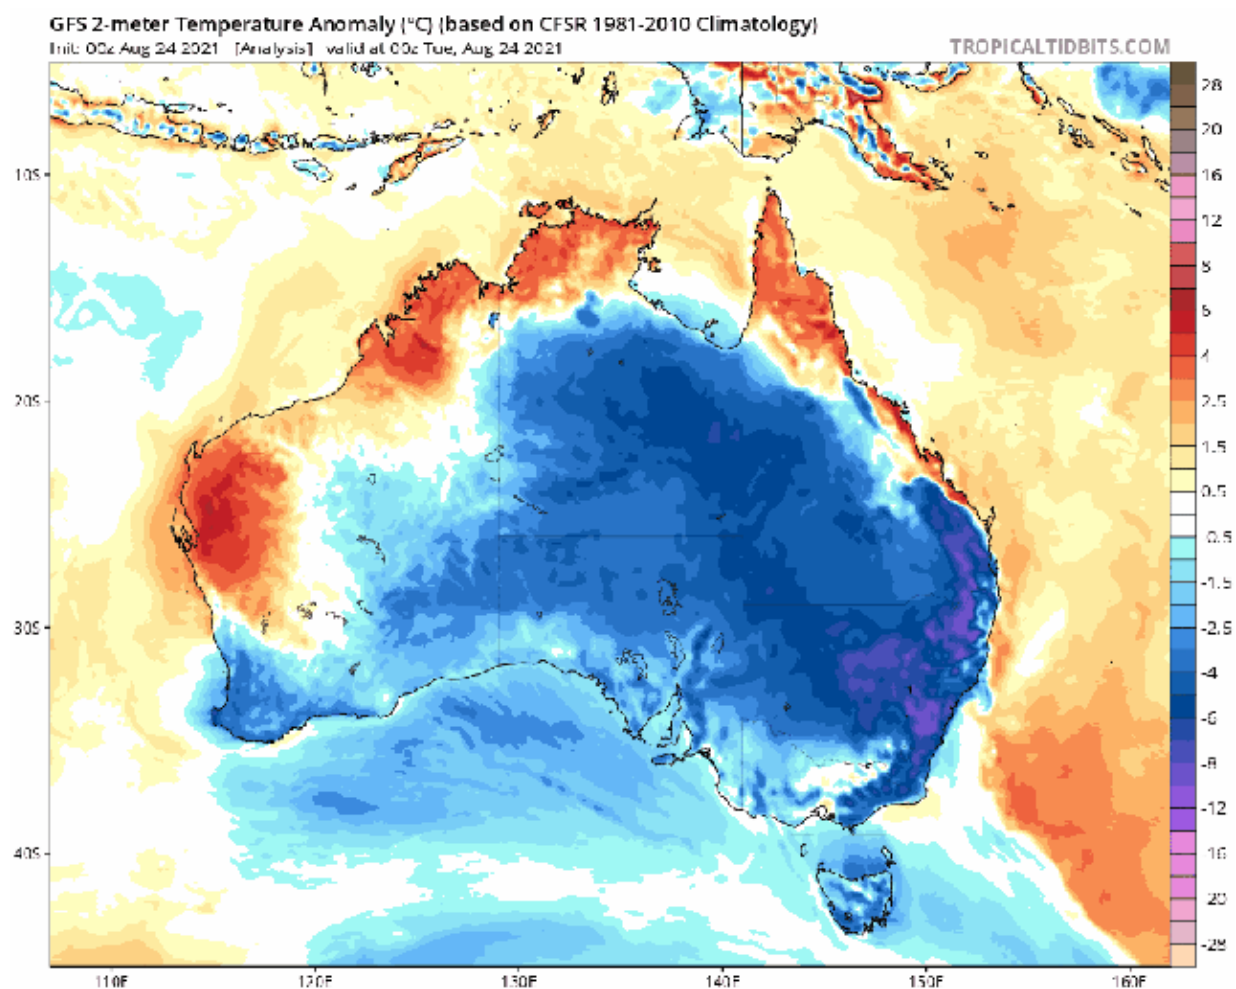 GFS 2-meter Temperature Anomaly (°C) (based on CFSR 1981-2010 Climatology)
Init: 00z Aug 24 2021 [Analysis] valid at 00z Tue, Aug 24 2021
TROPICALTIDBITS.COM
28
20
16
12
8
6
4
2.5
1.5
0.5
-0.5
-1.5
-2.5
-4
-6
-8
-12
-16
-20
-28
10S
20S
30S
40S
110E
120E
130E
140E
150E
160E